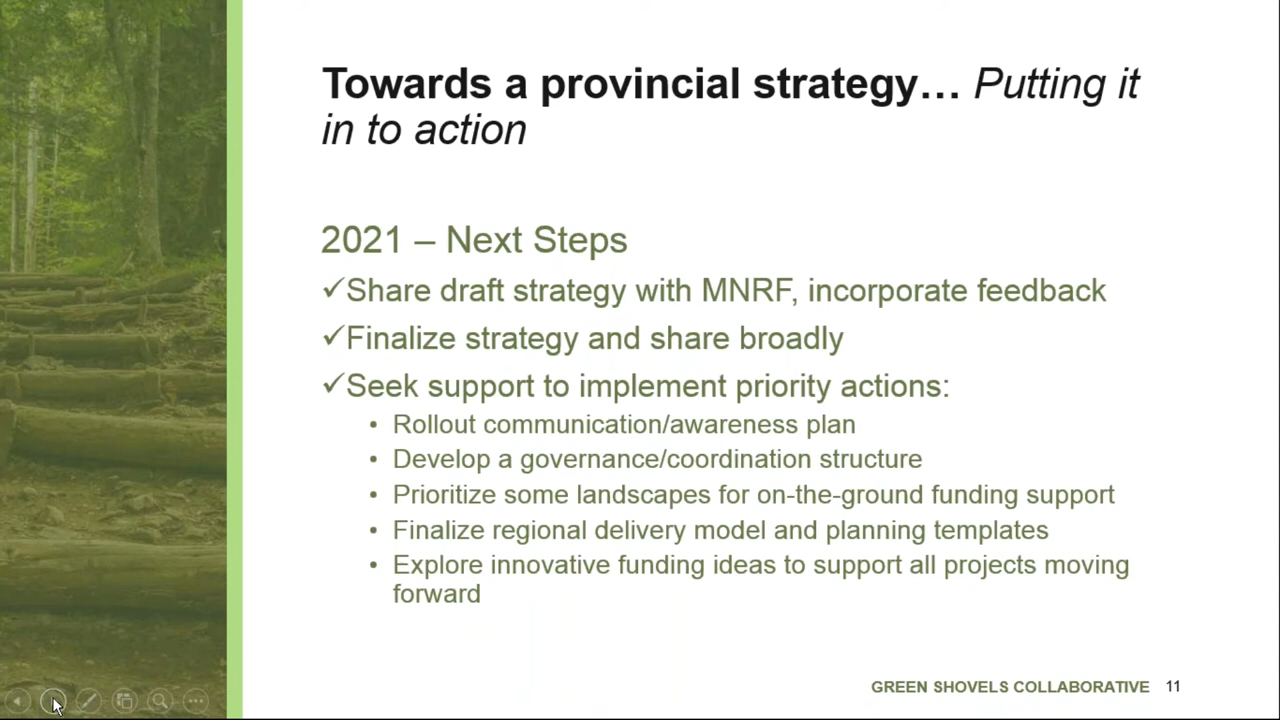 Towards a provincial strategy… Putting it
in to action
2021 – Next Steps
✓Share draft strategy with MNRF, incorporate feedback
✓Finalize strategy and share broadly
✓Seek support to implement priority actions:
• Rollout communication/awareness plan
• Develop a governance/coordination structure
• Prioritize some landscapes for on-the-ground funding support
• Finalize regional delivery model and planning templates
• Explore innovative funding ideas to support all projects moving
forward
GREEN SHOVELS COLLABORATIVE 11